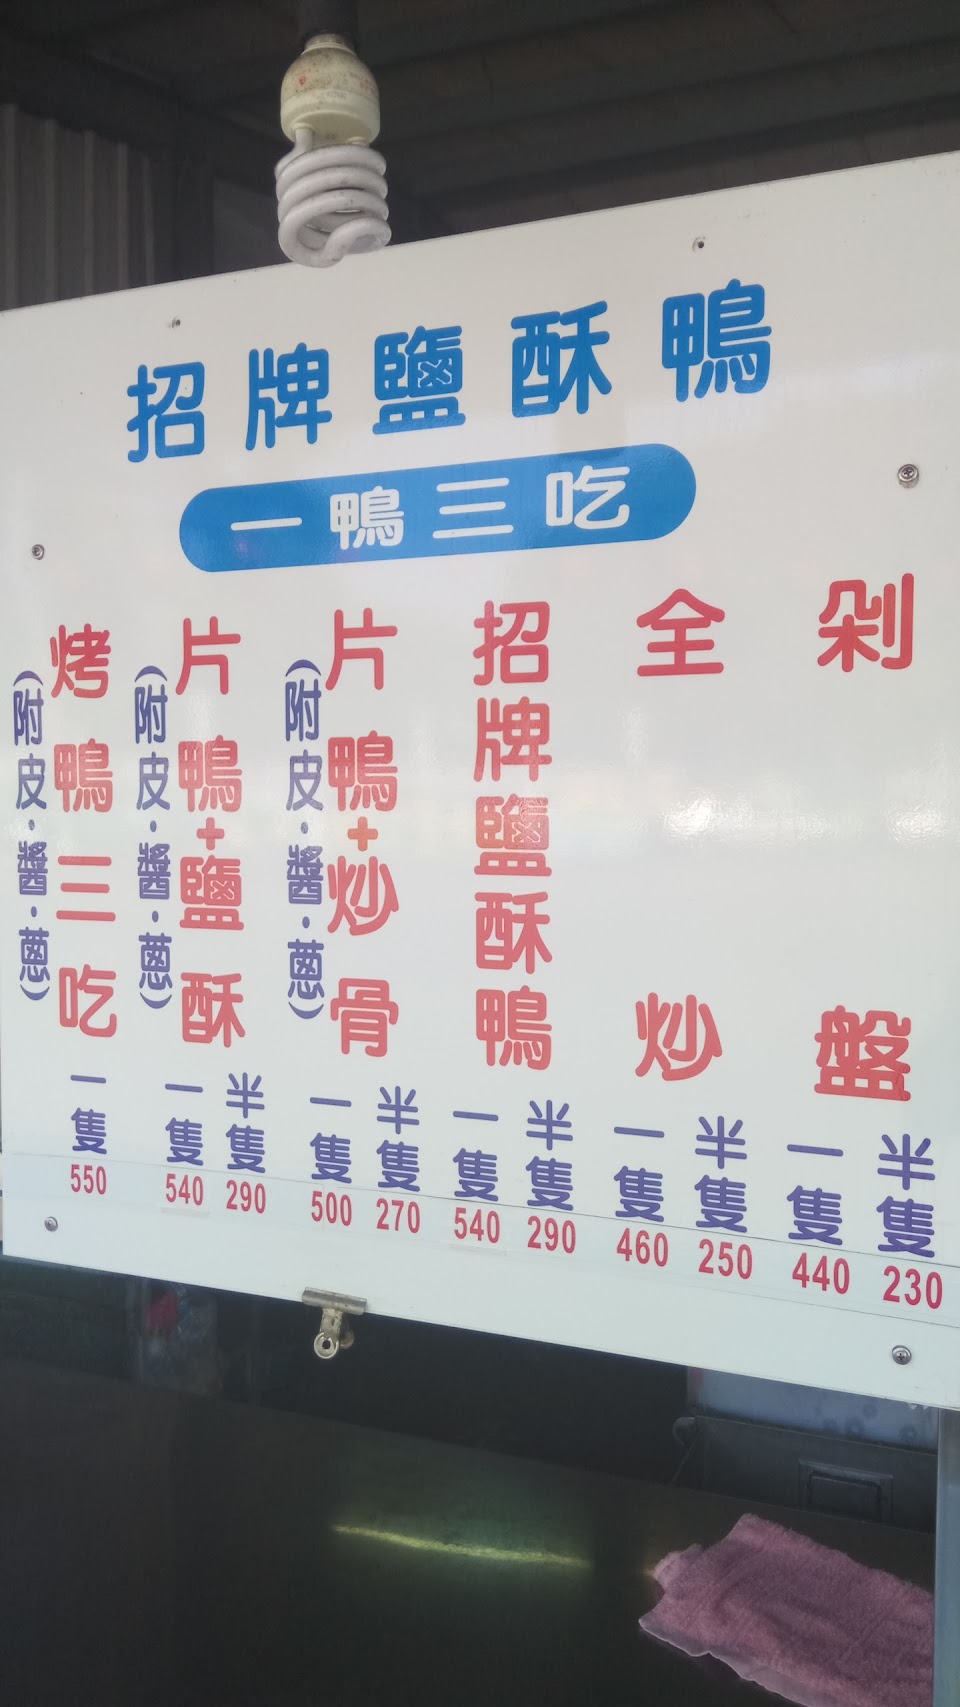 招牌鹽酥鴨
一鴨三吃
剁盤
一隻 440
半隻 230
全炒
一隻 460
半隻 250
招牌鹽酥鴨
一隻 540
半隻 290
片鴨+炒骨
(附皮·醬·蔥)
一隻 500
半隻 270
片鴨+鹽酥
(附皮·醬·蔥)
一隻 540
半隻 290
烤鴨三吃
(附皮·醬·蔥)
一隻 550